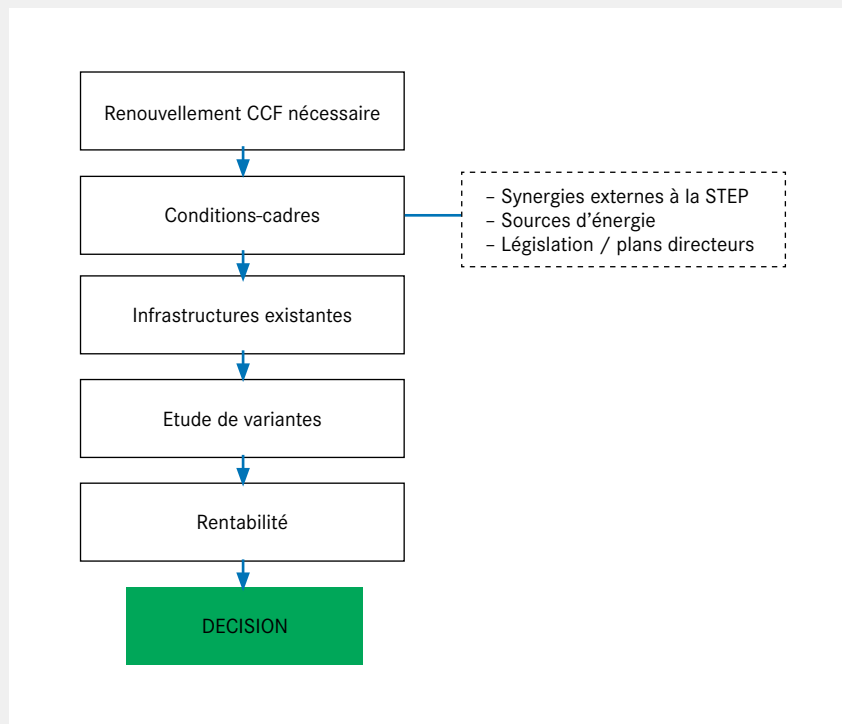 Renouvellement CCF nécessaire
Conditions-cadres
– Synergies externes à la STEP
– Sources d'énergie
– Législation / plans directeurs
Infrastructures existantes
Etude de variantes
Rentabilité
DECISION